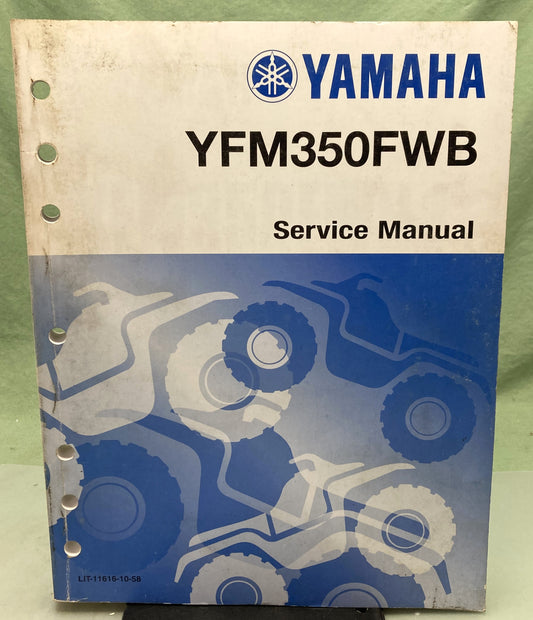 YAMAHA
YFM350FWB
Service Manual
LIT-11616-10-58